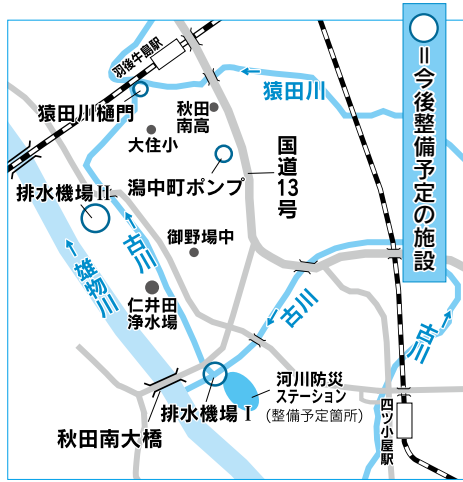 ＝今後整備予定の施設
羽後牛島駅
猿田川樋門
秋田
南高
大住小
猿田川
国道13号
潟中町ポンプ
排水機場Ⅱ
古川
御野場中
雄物川
仁井田
浄水場
古川
古川
河川防災
ステーション
(整備予定箇所)
排水機場Ⅰ
四ツ小屋駅
秋田南大橋